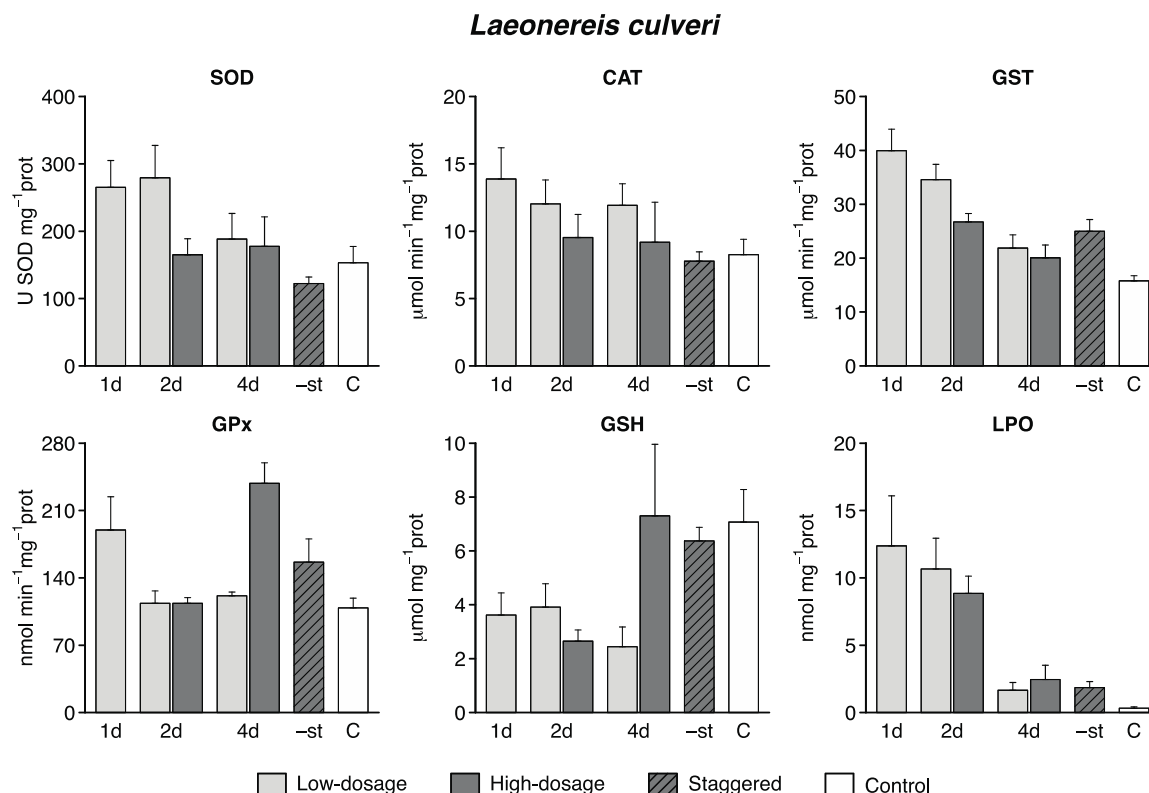 Laeonereis culveri
SOD
CAT
GST
U SOD mg−1prot
400
300
200
100
0
1d 2d 4d –st C
μmol min−1mg−1prot
20
15
10
5
0
1d 2d 4d –st C
μmol min−1mg−1prot
50
40
30
20
10
0
1d 2d 4d –st C
GPx
GSH
LPO
nmol min−1mg−1prot
280
210
140
70
0
1d 2d 4d –st C
μmol mg−1prot
10
8
6
4
2
0
1d 2d 4d –st C
nmol mg−1prot
20
15
10
5
0
1d 2d 4d –st C
Low-dosage High-dosage Staggered Control